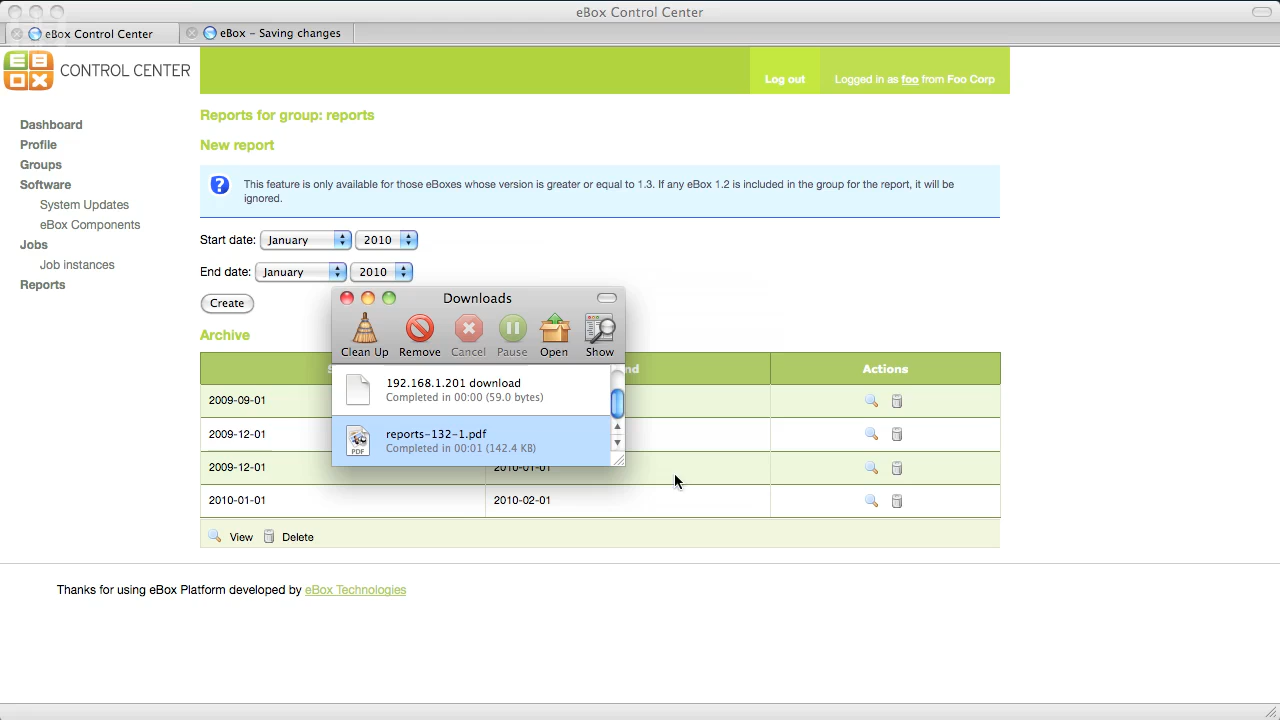 eBox Control Center
eBox Control Center
eBox – Saving changes
EBOX
CONTROL CENTER
Log out
Logged in as foo from Foo Corp
Dashboard
Profile
Groups
Software
System Updates
eBox Components
Jobs
Job instances
Reports
Reports for group: reports
New report
This feature is only available for those eBoxes whose version is greater or equal to 1.3. If any eBox 1.2 is included in the group for the report, it will be
ignored.
Start date: January 2010
End date: January 2010
Create
Archive
Downloads
Clean Up Remove Cancel Pause Open Show
192.168.1.201 download
Completed in 00:00 (59.0 bytes)
reports-132-1.pdf
Completed in 00:01 (142.4 KB)
PDF
Actions
2009-09-01
2009-12-01
2009-12-01 2010-01-01
2010-01-01 2010-02-01
View Delete
Thanks for using eBox Platform developed by eBox Technologies